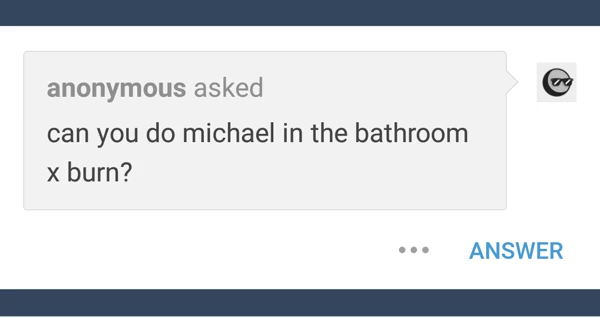 anonymous asked
can you do michael in the bathroom
x burn?
ANSWER